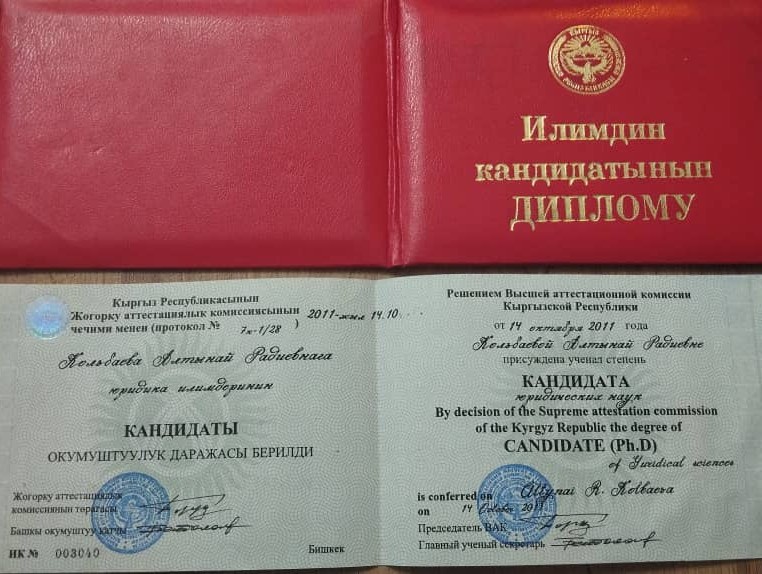 Илимдин
кандидатынын
ДИПЛОМУ
Кыргыз Республикасынын
Жогорку аттестациялык комиссиясынын
чечими менен (протокол № 7к-1/28 ) 2011-жыл 14.10.
Кольбаева Алтынай Радиевнага
юридика илимдеринин
КАНДИДАТЫ
ОКУМУШТУУЛУК ДАРАЖАСЫ БЕРИЛДИ
Жогорку аттестациялык
комиссиянын төрагасы
Башкы окумуштуу катчы
ИК № 003040
Бишкек
Решением Высшей аттестационной комиссии
Кыргызской Республики
от 14 октября 2011 года
Кольбаевой Алтынай Радиевне
присуждена ученая степень
КАНДИДАТА
юридических наук
By decision of the Supreme attestation commission
of the Kyrgyz Republic the degree of
CANDIDATE (Ph.D)
of Juridical sciences
is conferred on Altynai R. Kolbaeva
on 14 October 2011
Председатель ВАК
Главный ученый секретарь